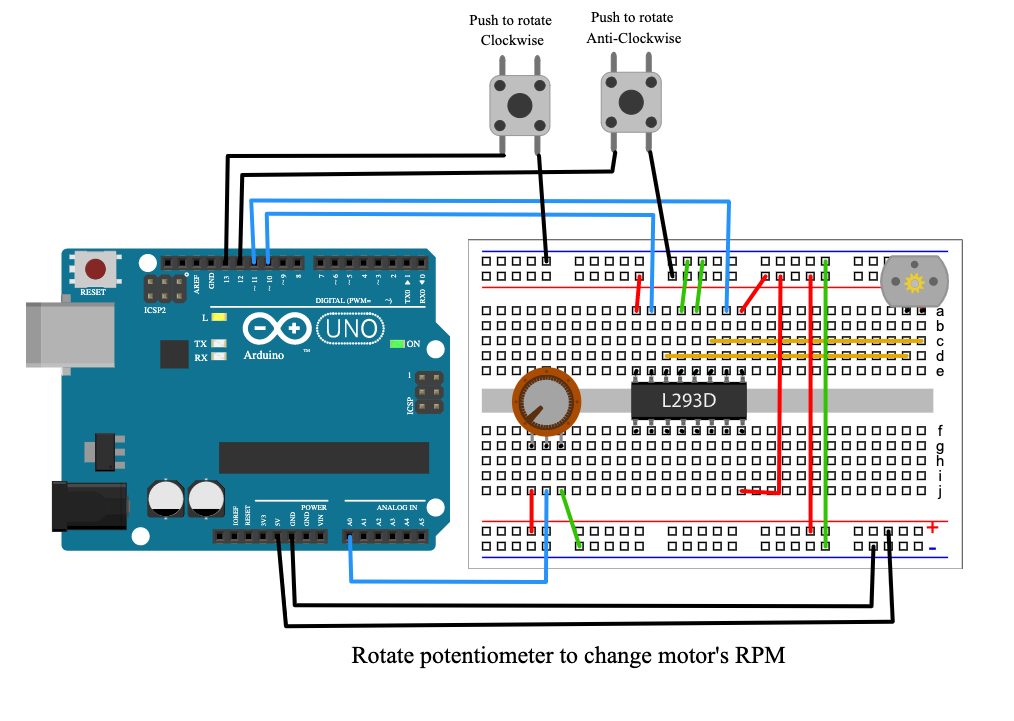 Push to rotate
Clockwise
Push to rotate
Anti-Clockwise
RESET
ICSP2
AREF
GND
13
12
~ 11
~ 10
~ 9
8
7
~ 6
~ 5
4
~ 3
2
TX0 ▶ 1
RX0 ◀ 0
DIGITAL (PWM= ~)
L
TX
RX
Arduino
TM
UNO
ON
1
ICSP
IOREF
RESET
3V3
5V
GND
GND
VIN
POWER
ANALOG IN
A0
A1
A2
A3
A4
A5
L293D
a
b
c
d
e
f
g
h
i
j
+
-
Rotate potentiometer to change motor's RPM